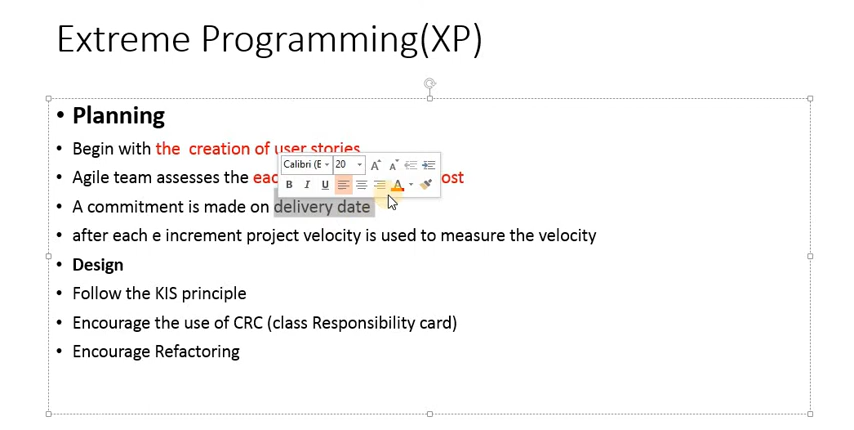 Extreme Programming(XP)
• Planning
• Begin with the creation of user stories
Calibri (E 20
• Agile team assesses the
B I U A
• A commitment is made on delivery date
• after each e increment project velocity is used to measure the velocity
• Design
• Follow the KIS principle
• Encourage the use of CRC (class Responsibility card)
• Encourage Refactoring